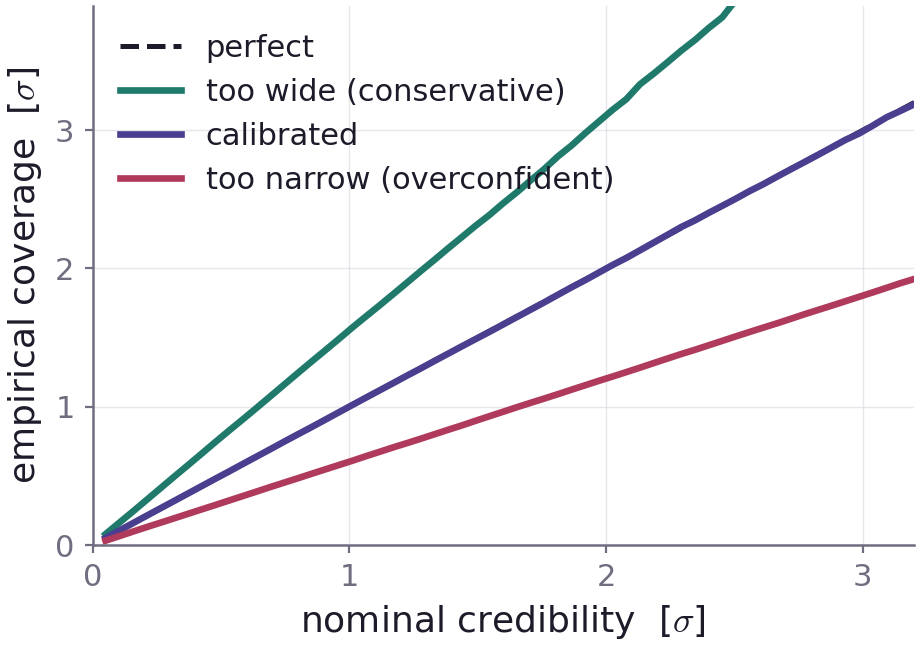 perfect
too wide (conservative)
calibrated
too narrow (overconfident)
empirical coverage [σ]
3
2
1
0
0 1 2 3
nominal credibility [σ]